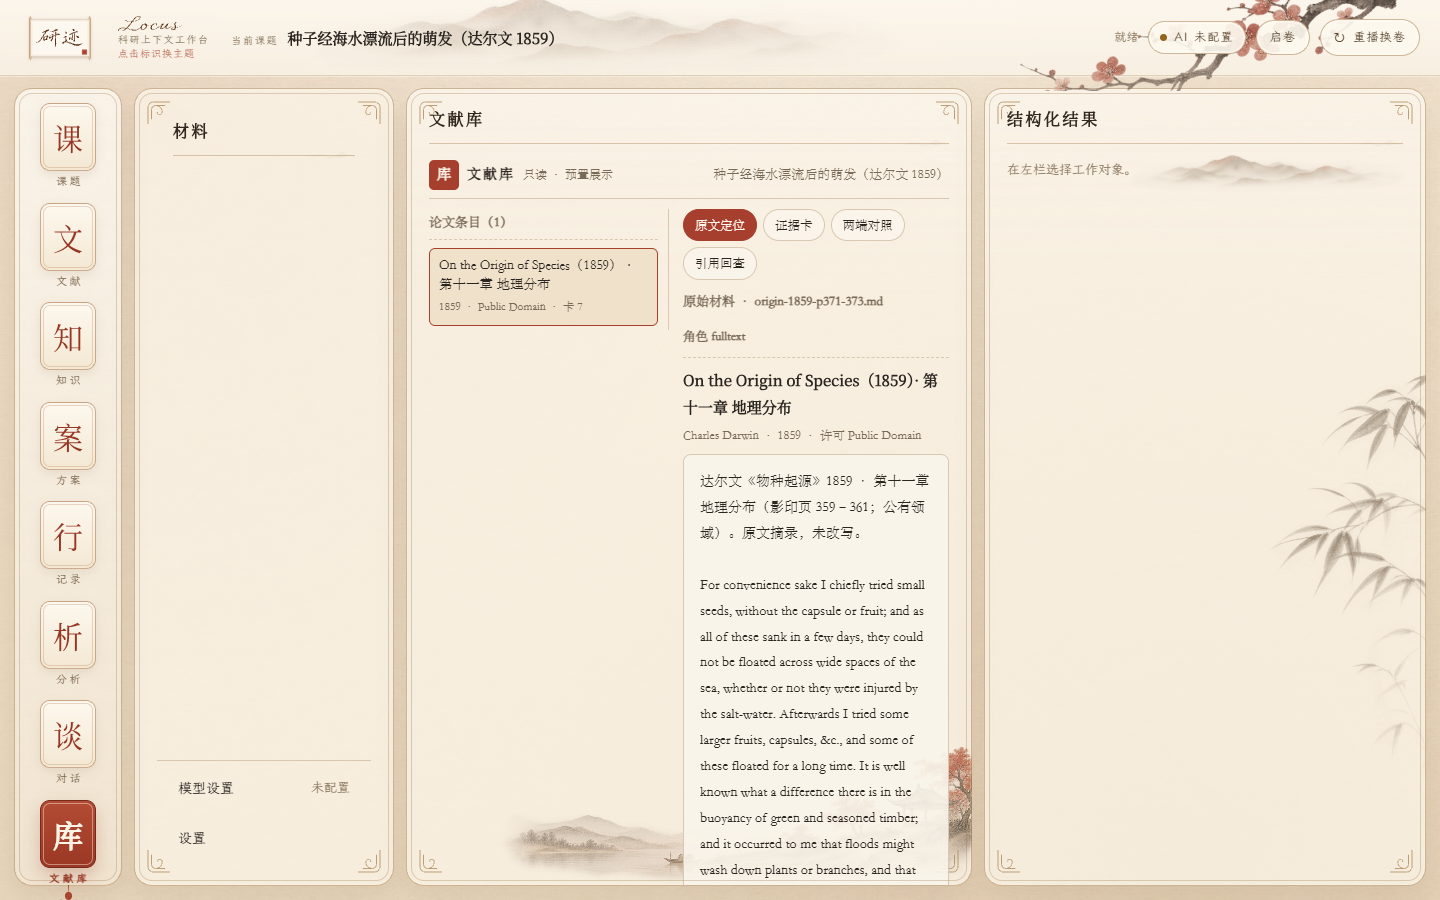 研迹
Locus
科研上下文工作台
点击标识换主题
当前课题 种子经海水漂流后的萌发（达尔文 1859）
就绪
AI 未配置
启卷
↻ 重播换卷
课
课题
文
文献
知
知识
案
方案
行
记录
析
分析
谈
对话
库
文献库
材料
模型设置 未配置
设置
文献库
库 文献库 只读 · 预置展示 种子经海水漂流后的萌发（达尔文 1859）
论文条目（1）
On the Origin of Species（1859） ·
第十一章 地理分布
1859 · Public Domain · 卡 7
原文定位 证据卡 两端对照
引用回查
原始材料 · origin-1859-p371-373.md
角色 fulltext
On the Origin of Species（1859）· 第
十一章 地理分布
Charles Darwin · 1859 · 许可 Public Domain
达尔文《物种起源》1859 · 第十一章
地理分布（影印页 359 – 361；公有领
域）。原文摘录，未改写。
For convenience sake I chiefly tried small
seeds, without the capsule or fruit; and as
all of these sank in a few days, they could
not be floated across wide spaces of the
sea, whether or not they were injured by
the salt-water. Afterwards I tried some
larger fruits, capsules, &c., and some of
these floated for a long time. It is well
known what a difference there is in the
buoyancy of green and seasoned timber;
and it occurred to me that floods might
wash down plants or branches, and that
结构化结果
在左栏选择工作对象。